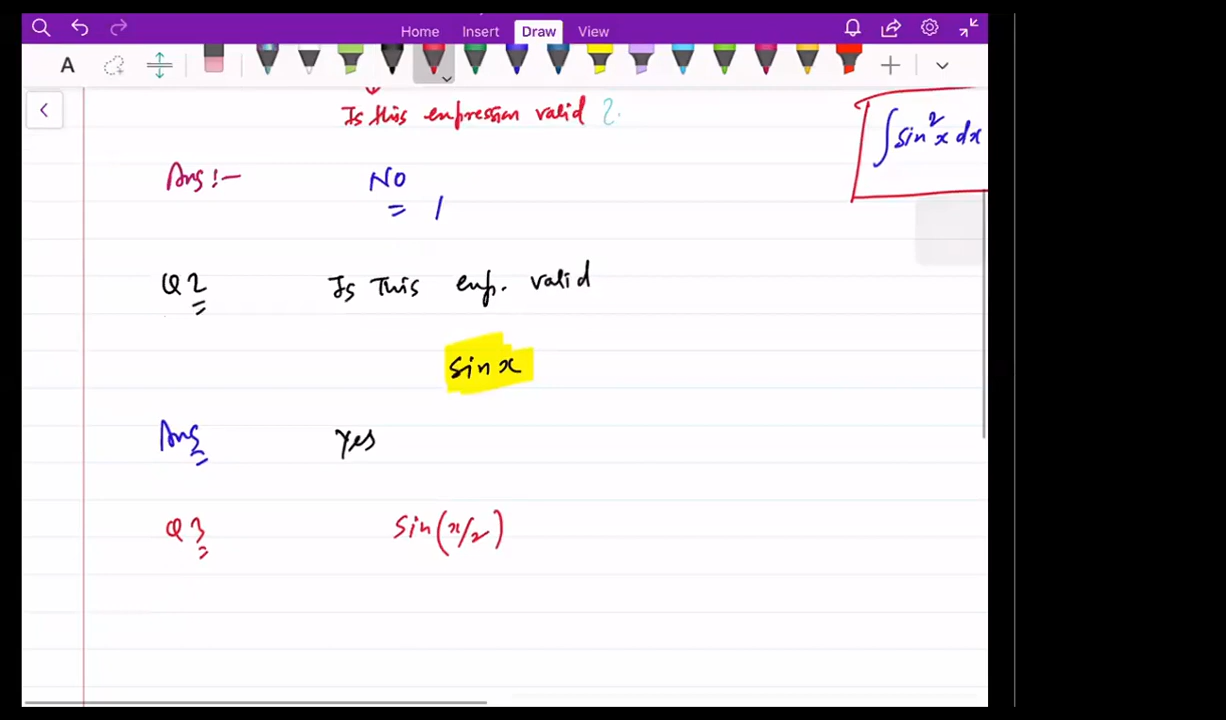 Home Insert Draw View
A
Is this expression valid ?
∫sin²x dx
Ans :-
No
Q2 Is This exp. valid
sin x
Ans Yes
Q3 sin(x/2)